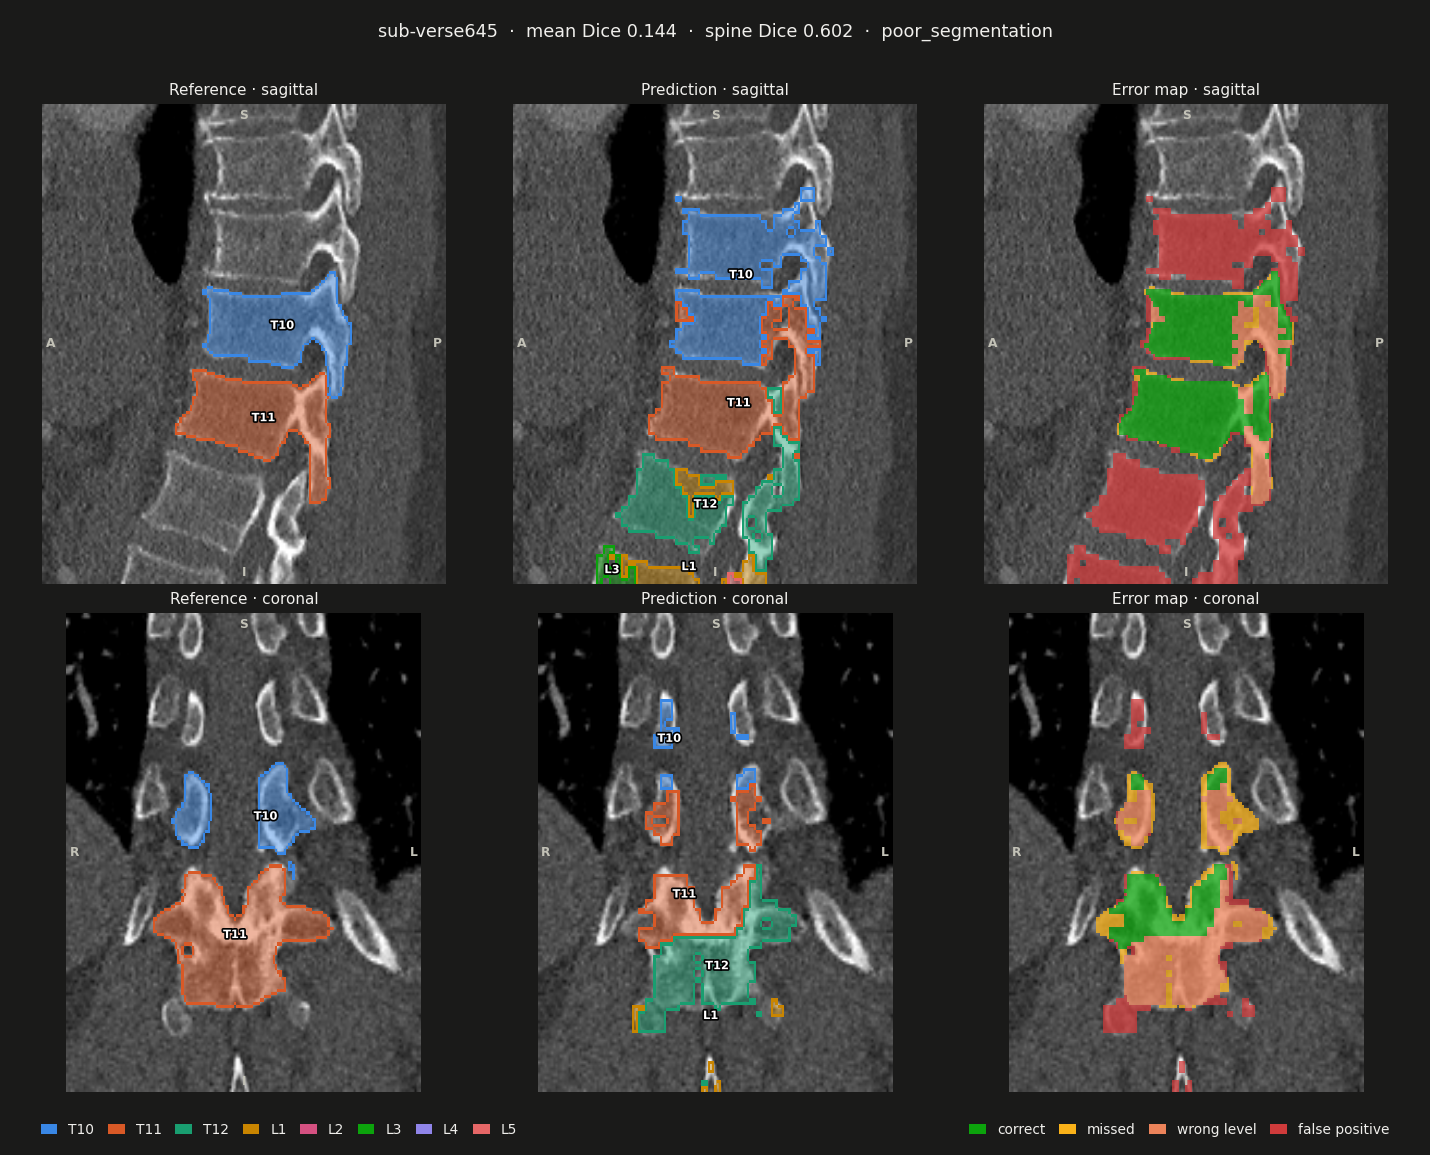 sub-verse645 · mean Dice 0.144 · spine Dice 0.602 · poor_segmentation
Reference · sagittal
Prediction · sagittal
Error map · sagittal
S
A
P
I
T10
T11
S
A
P
I
T10
T11
T12
L3
L1
S
A
P
I
Reference · coronal
Prediction · coronal
Error map · coronal
S
R
L
T10
T11
S
R
L
T10
T11
T12
L1
S
R
L
T10 T11 T12 L1 L2 L3 L4 L5
correct missed wrong level false positive